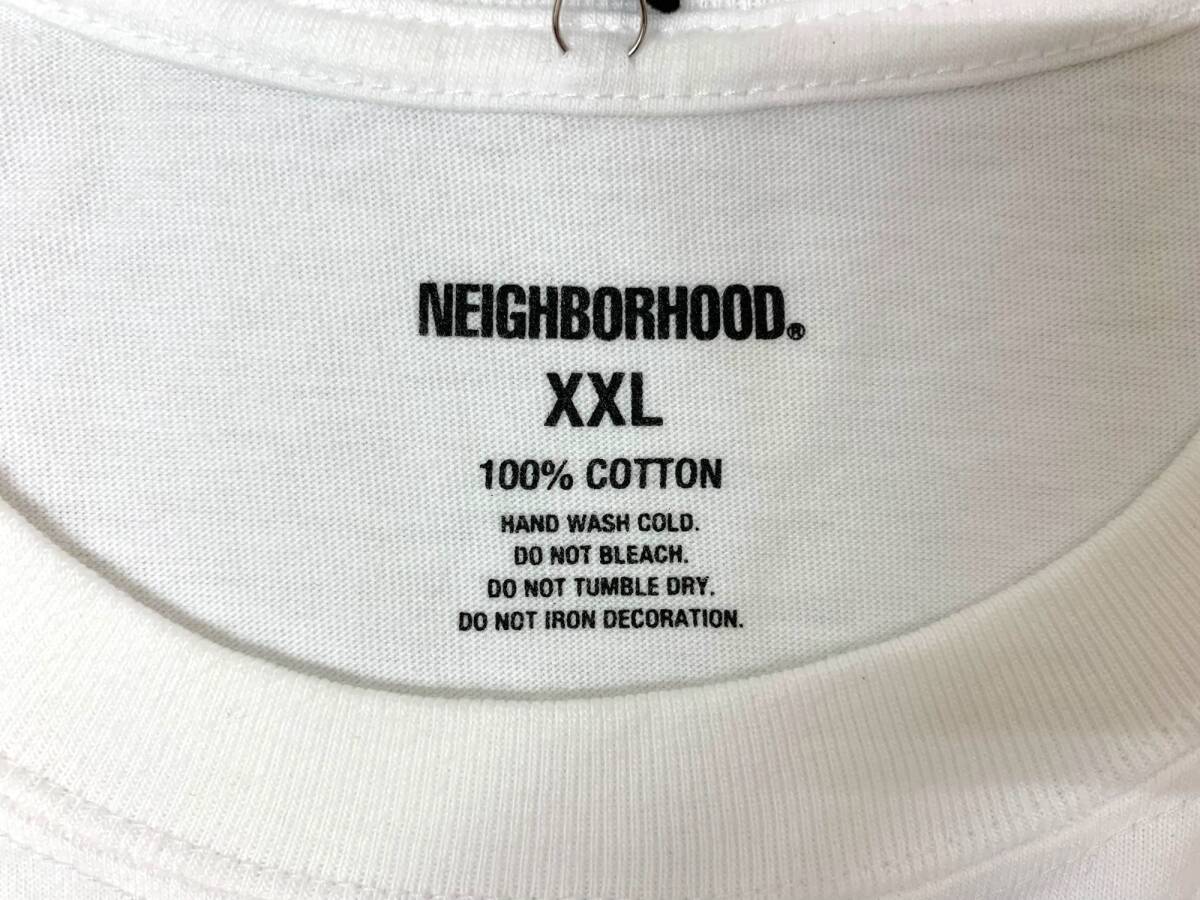 NEIGHBORHOOD®
XXL
100% COTTON
HAND WASH COLD.
DO NOT BLEACH.
DO NOT TUMBLE DRY.
DO NOT IRON DECORATION.